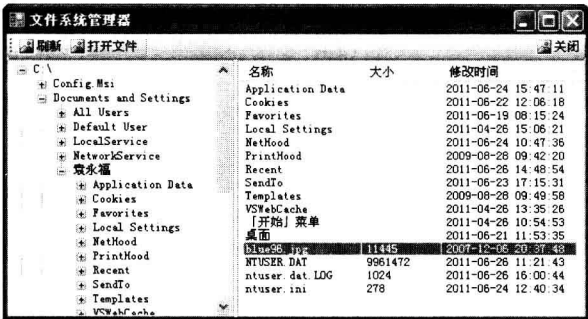 文件系统管理器
刷新 打开文件 关闭
C:\
Config.Msi
Documents and Settings
All Users
Default User
LocalService
NetworkService
袁永福
Application Data
Cookies
Favorites
Local Settings
NetHood
PrintHood
Recent
SendTo
Templates
VSWebCache
名称 大小 修改时间
Application Data 2011-06-24 15:47:11
Cookies 2011-06-22 12:06:18
Favorites 2011-06-19 08:15:24
Local Settings 2011-04-26 15:06:21
NetHood 2011-06-24 10:47:36
PrintHood 2009-08-28 09:42:20
Recent 2011-06-26 14:48:54
SendTo 2011-06-23 17:15:31
Templates 2009-08-28 09:49:58
VSWebCache 2011-04-26 13:35:26
「开始」菜单 2011-04-26 10:54:53
桌面 2011-06-21 11:53:35
blue98.jpg 11445 2007-12-06 20:37:48
NTUSER.DAT 9961472 2011-06-26 11:21:43
ntuser.dat.LOG 1024 2011-06-26 16:00:44
ntuser.ini 278 2011-06-24 12:40:34